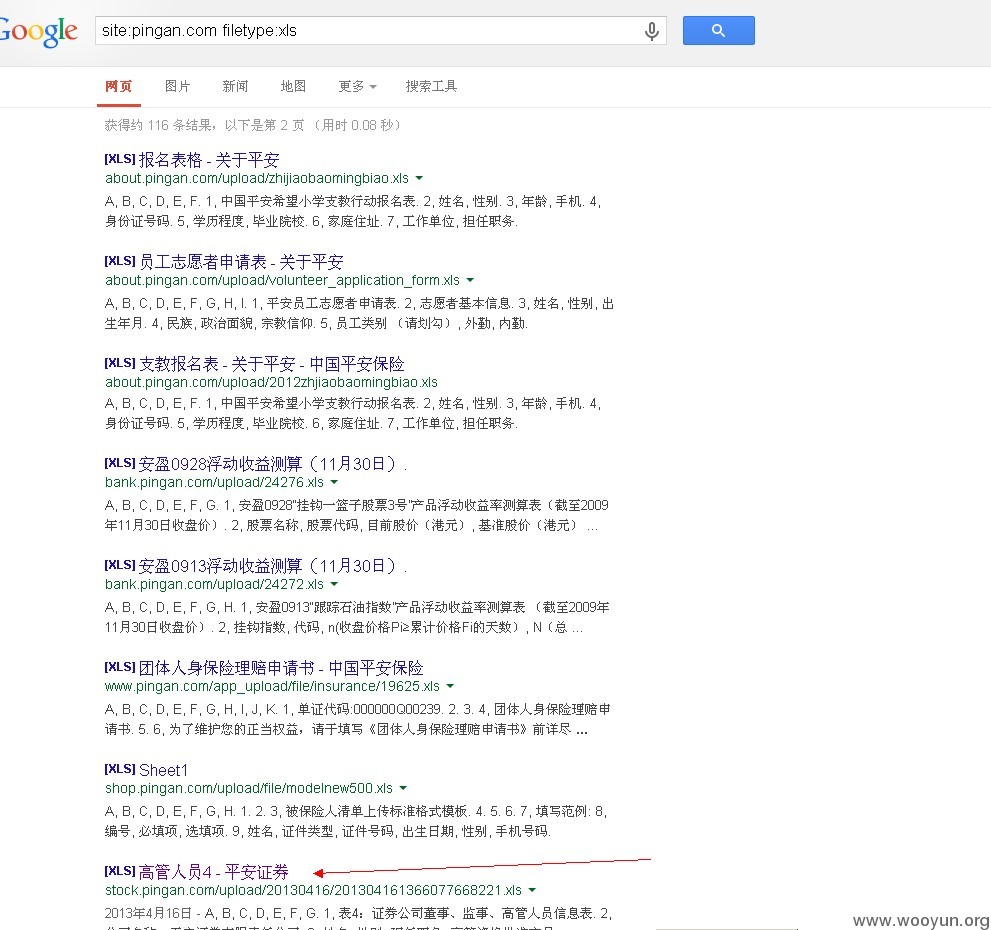 Google
site:pingan.com filetype:xls
网页 图片 新闻 地图 更多 搜索工具
获得约 116 条结果，以下是第 2 页 （用时 0.08 秒）
[XLS] 报名表格 - 关于平安
about.pingan.com/upload/zhijiaobaomingbiao.xls
A, B, C, D, E, F. 1, 中国平安希望小学支教行动报名表. 2, 姓名, 性别. 3, 年龄, 手机. 4,
身份证号码. 5, 学历程度, 毕业院校. 6, 家庭住址. 7, 工作单位, 担任职务.
[XLS] 员工志愿者申请表 - 关于平安
about.pingan.com/upload/volunteer_application_form.xls
A, B, C, D, E, F, G, H, I. 1, 平安员工志愿者申请表. 2, 志愿者基本信息. 3, 姓名, 性别, 出
生年月. 4, 民族, 政治面貌, 宗教信仰. 5, 员工类别 （请划勾）, 外勤, 内勤.
[XLS] 支教报名表 - 关于平安 - 中国平安保险
about.pingan.com/upload/2012zhjiaobaomingbiao.xls
A, B, C, D, E, F. 1, 中国平安希望小学支教行动报名表. 2, 姓名, 性别. 3, 年龄, 手机. 4,
身份证号码. 5, 学历程度, 毕业院校. 6, 家庭住址. 7, 工作单位, 担任职务.
[XLS] 安盈0928浮动收益测算（11月30日）.
bank.pingan.com/upload/24276.xls
A, B, C, D, E, F, G. 1, 安盈0928"挂钩一篮子股票3号"产品浮动收益率测算表（截至2009
年11月30日收盘价）. 2, 股票名称, 股票代码, 目前股价（港元）, 基准股价（港元） ...
[XLS] 安盈0913浮动收益测算（11月30日）.
bank.pingan.com/upload/24272.xls
A, B, C, D, E, F, G, H. 1, 安盈0913"跟踪石油指数"产品浮动收益率测算表 （截至2009年
11月30日收盘价）. 2, 挂钩指数, 代码, n(收盘价格Pi≥累计价格Fi的天数）, N（总 ...
[XLS] 团体人身保险理赔申请书 - 中国平安保险
www.pingan.com/app_upload/file/insurance/19625.xls
A, B, C, D, E, F, G, H, I, J, K. 1, 单证代码:000000Q00239. 2. 3. 4, 团体人身保险理赔申
请书. 5. 6, 为了维护您的正当权益，请于填写《团体人身保险理赔申请书》前详尽 ...
[XLS] Sheet1
shop.pingan.com/upload/file/modelnew500.xls
A, B, C, D, E, F, G, H. 1. 2. 3, 被保险人清单上传标准格式模板. 4. 5. 6. 7, 填写范例: 8,
编号, 必填项, 选填项. 9, 姓名, 证件类型, 证件号码, 出生日期, 性别, 手机号码.
[XLS] 高管人员4 - 平安证券
stock.pingan.com/upload/20130416/201304161366077668221.xls
2013年4月16日 - A, B, C, D, E, F, G. 1, 表4：证券公司董事、监事、高管人员信息表. 2,
www.wooyun.org